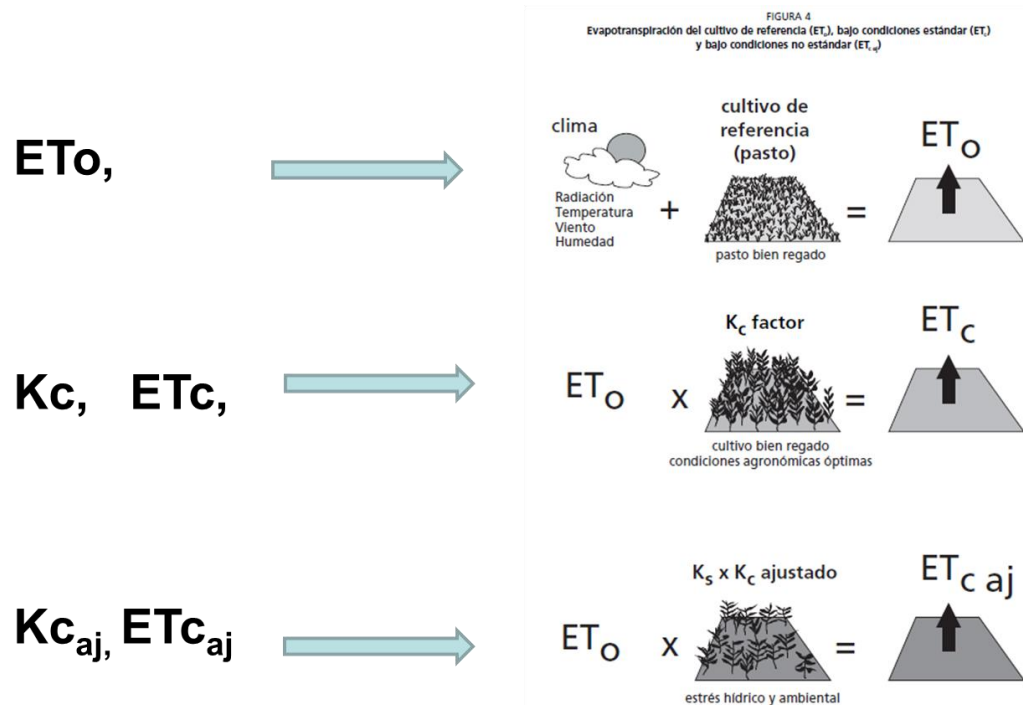 FIGURA 4
Evapotranspiración del cultivo de referencia (ETₒ), bajo condiciones estándar (ET꜀)
y bajo condiciones no estándar (ET c aj)
ETo,
clima
Radiación
Temperatura
Viento
Humedad
+
cultivo de
referencia
(pasto)
pasto bien regado
=
ETO
Kc, ETc,
ETO
x
KC factor
cultivo bien regado
condiciones agronómicas óptimas
=
ETC
Kcaj, ETcaj
ETO
x
Ks x KC ajustado
estrés hídrico y ambiental
=
ETC aj